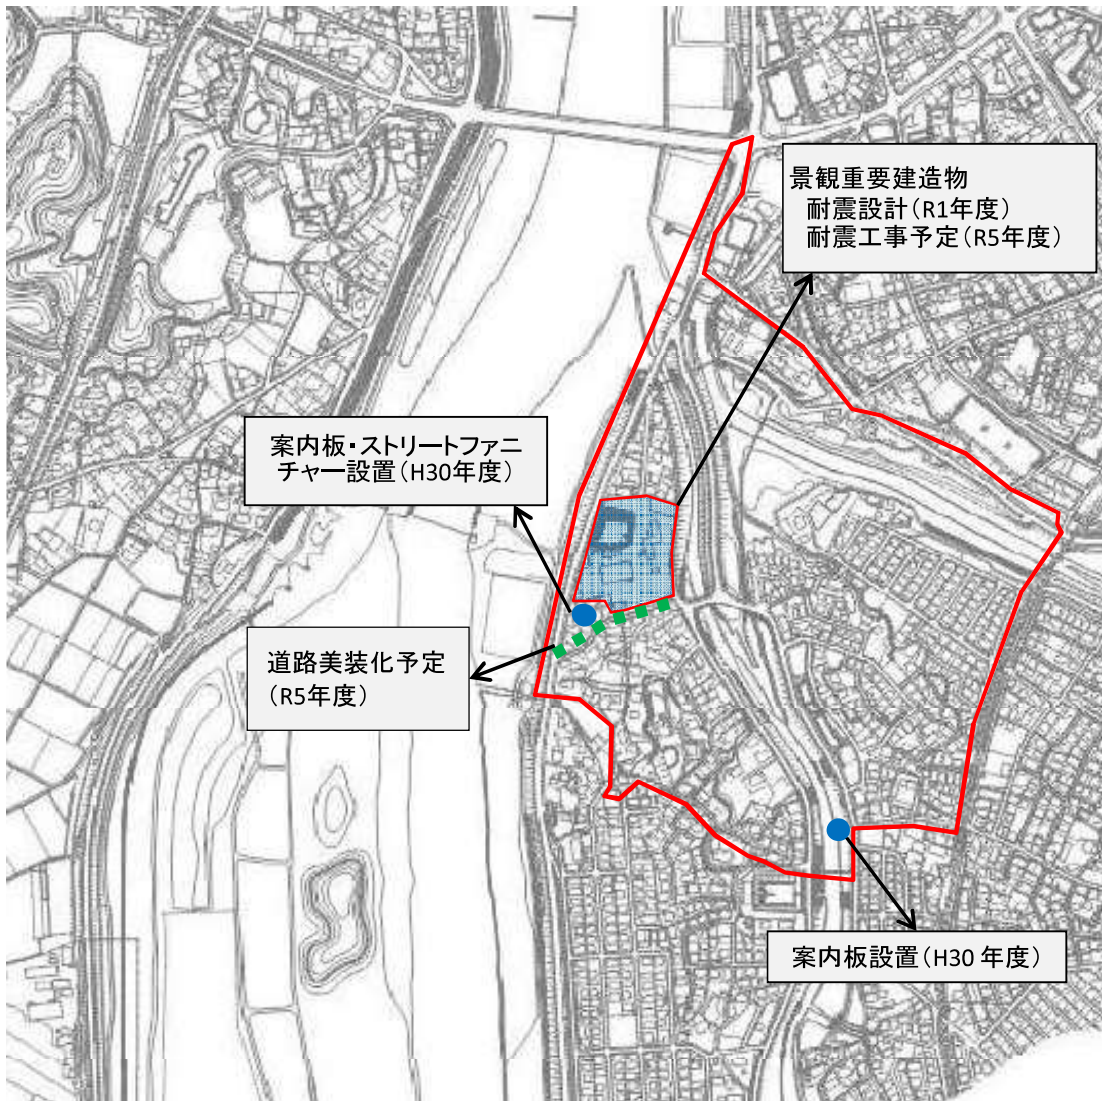 景観重要建造物
耐震設計(R1年度)
耐震工事予定(R5年度)
案内板・ストリートファニ
チャー設置(H30年度)
道路美装化予定
(R5年度)
案内板設置(H30 年度)